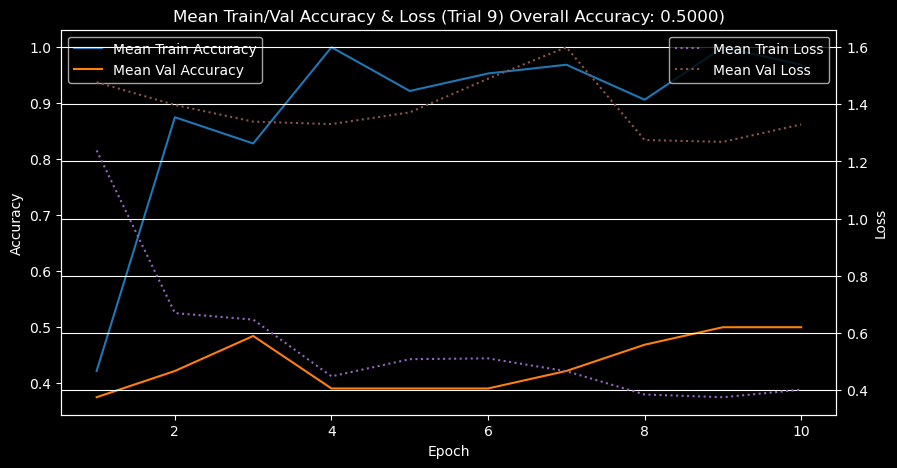 Mean Train/Val Accuracy & Loss (Trial 9) Overall Accuracy: 0.5000)
Mean Train Accuracy
Mean Val Accuracy
Mean Train Loss
Mean Val Loss
Accuracy
1.0
0.9
0.8
0.7
0.6
0.5
0.4
Loss
1.6
1.4
1.2
1.0
0.8
0.6
0.4
2
4
6
8
10
Epoch